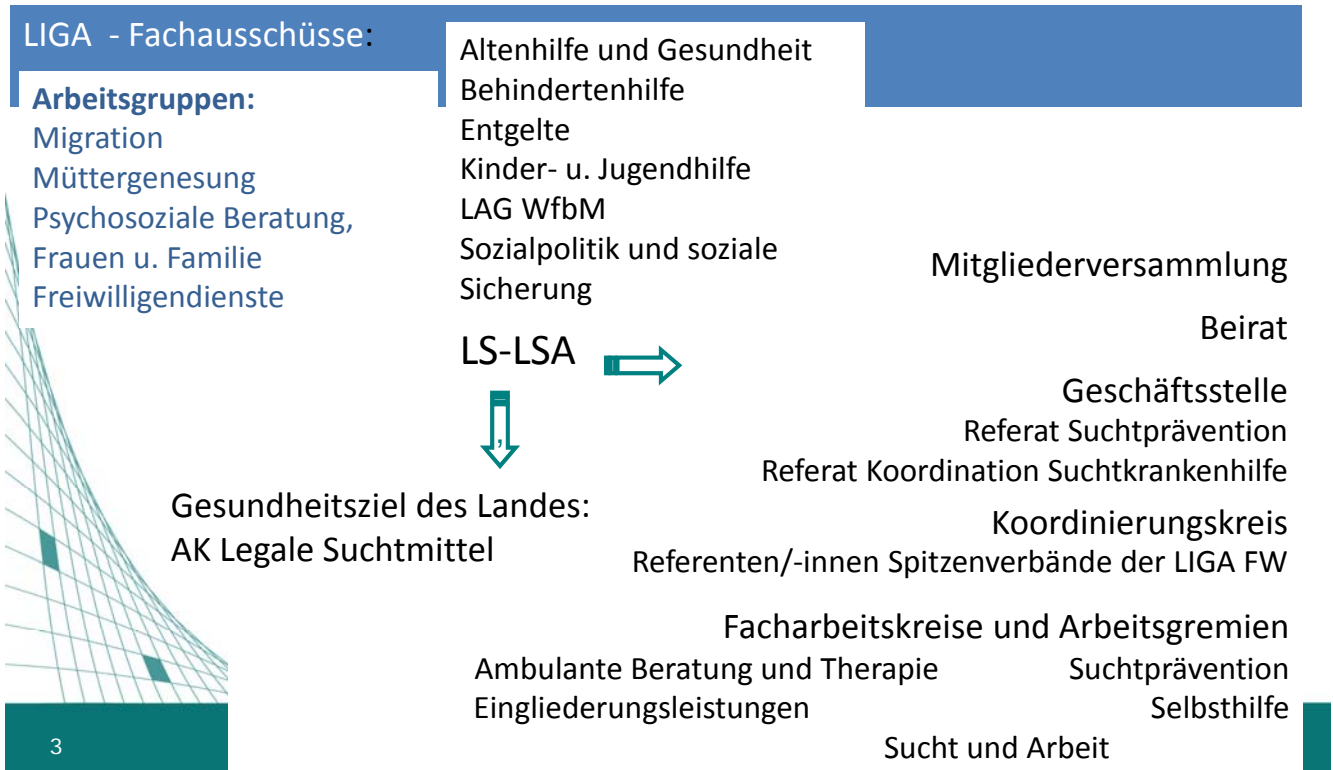 LIGA - Fachausschüsse:
Arbeitsgruppen:
Migration
Müttergenesung
Psychosoziale Beratung,
Frauen u. Familie
Freiwilligendienste
Altenhilfe und Gesundheit
Behindertenhilfe
Entgelte
Kinder- u. Jugendhilfe
LAG WfbM
Sozialpolitik und soziale
Sicherung
LS-LSA
,
Gesundheitsziel des Landes:
AK Legale Suchtmittel
Mitgliederversammlung
Beirat
Geschäftsstelle
Referat Suchtprävention
Referat Koordination Suchtkrankenhilfe
Koordinierungskreis
Referenten/-innen Spitzenverbände der LIGA FW
Facharbeitskreise und Arbeitsgremien
Ambulante Beratung und Therapie Suchtprävention
Eingliederungsleistungen Selbsthilfe
Sucht und Arbeit
3